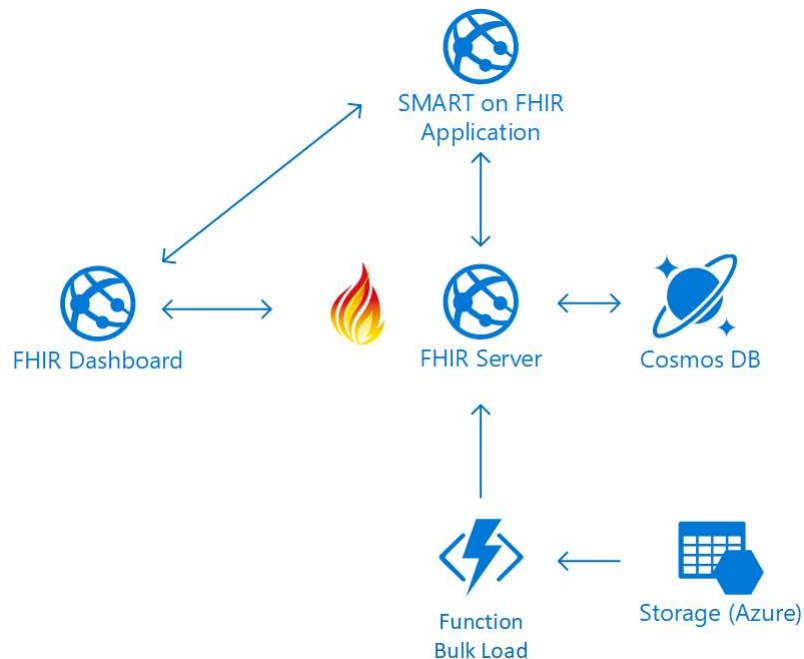 SMART on FHIR
Application
FHIR Dashboard
FHIR Server
Cosmos DB
Function
Bulk Load
Storage (Azure)